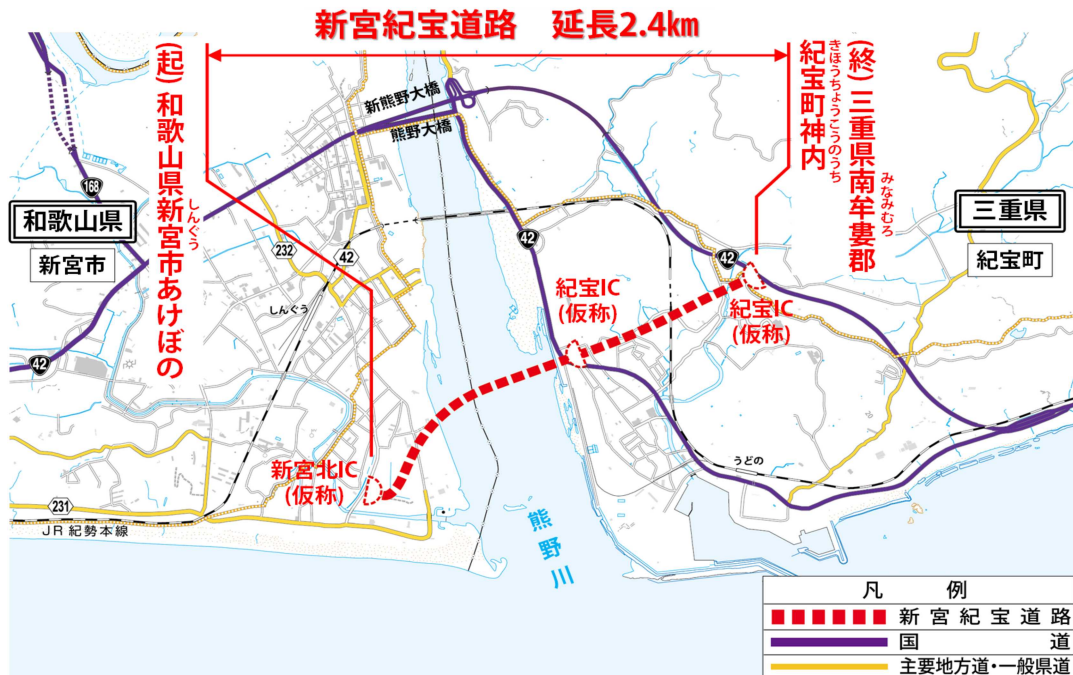 新宮紀宝道路 延長2.4㎞
(起)和歌山県新宮市あけぼの
しんぐう
(終)三重県南牟婁郡
みなみむろ
紀宝町神内
きほうちょうこうのうち
新熊野大橋
熊野大橋
168
和歌山県
新宮市
232
42
42
42
三重県
紀宝町
しんぐう
紀宝IC
(仮称)
紀宝IC
(仮称)
42
新宮北IC
(仮称)
うどの
231
JR紀勢本線
熊野川
凡例
新宮紀宝道路
国道
主要地方道・一般県道